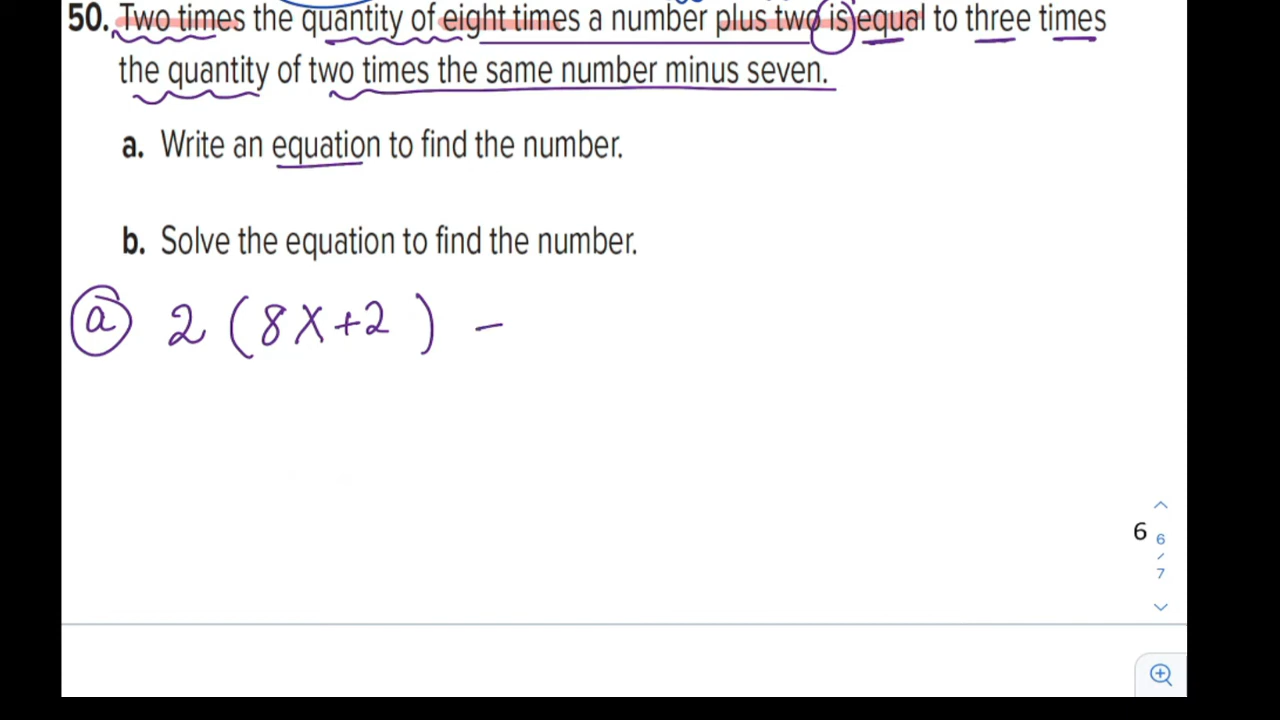 50. Two times the quantity of eight times a number plus two is equal to three times
the quantity of two times the same number minus seven.
a. Write an equation to find the number.
b. Solve the equation to find the number.
a 2 (8x+2) -
6
6
/
7